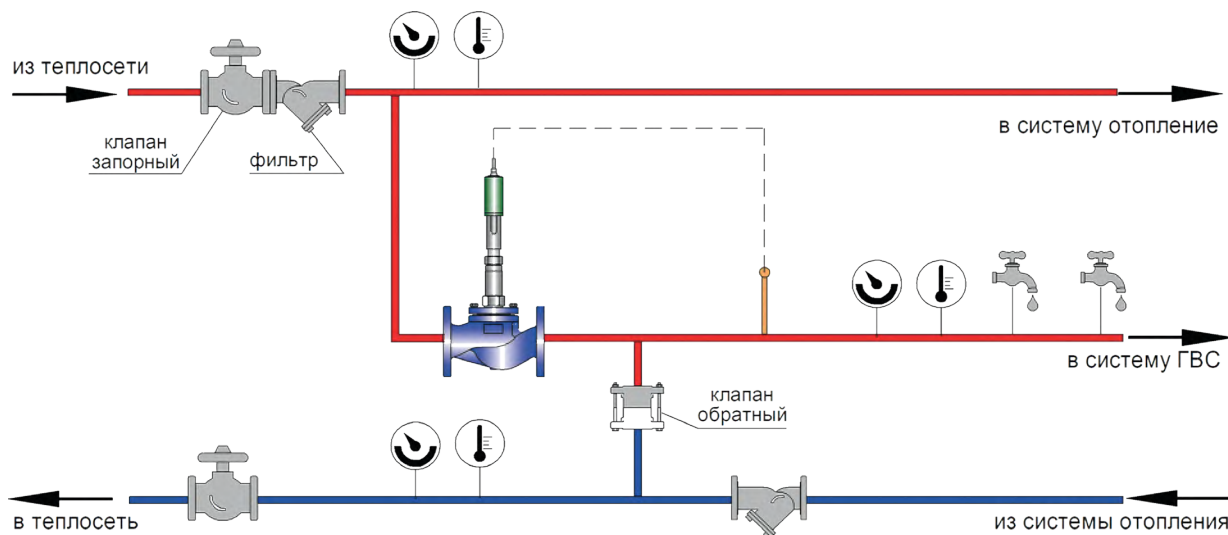 из теплосети
клапан
запорный
фильтр
в систему отопление
в систему ГВС
клапан
обратный
в теплосеть
из системы отопления